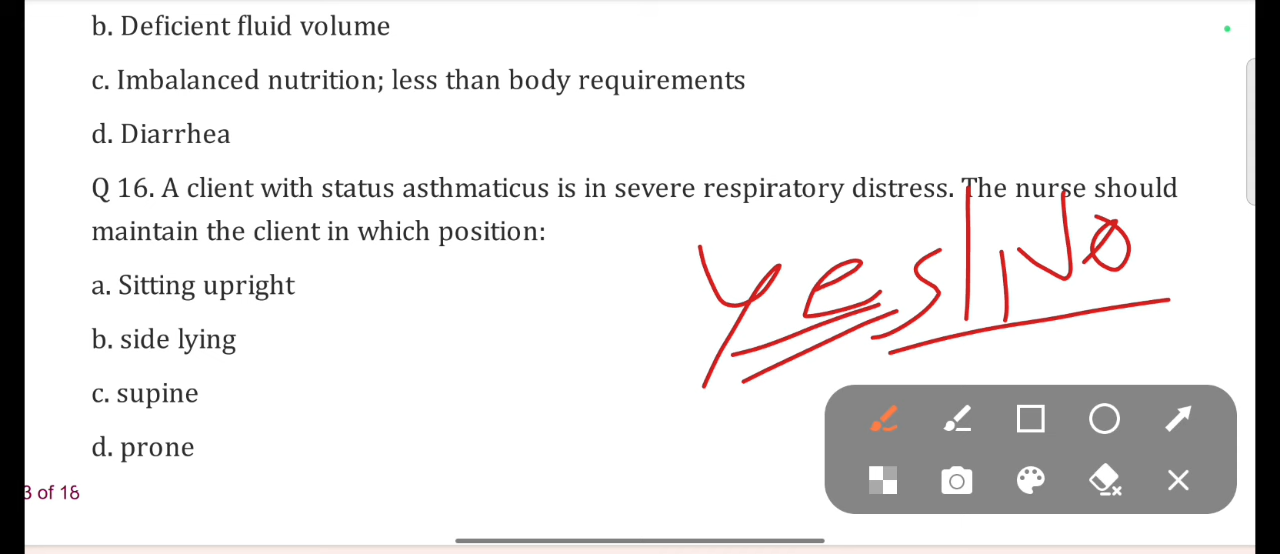 b. Deficient fluid volume
c. Imbalanced nutrition; less than body requirements
d. Diarrhea
Q 16. A client with status asthmaticus is in severe respiratory distress. The nurse should
maintain the client in which position:
Yes/No
a. Sitting upright
b. side lying
c. supine
d. prone
3 of 18